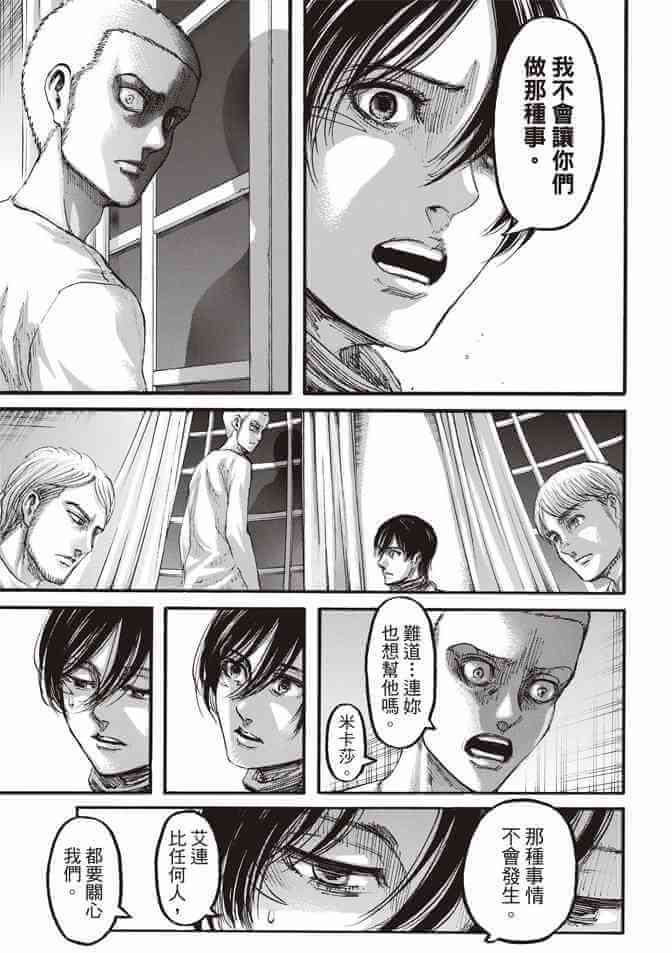 我不會讓你們
做那種事。
難道…連妳
也想幫他嗎。
米卡莎。
那種事情
不會發生。
艾連
比任何人，
都要關心
我們。